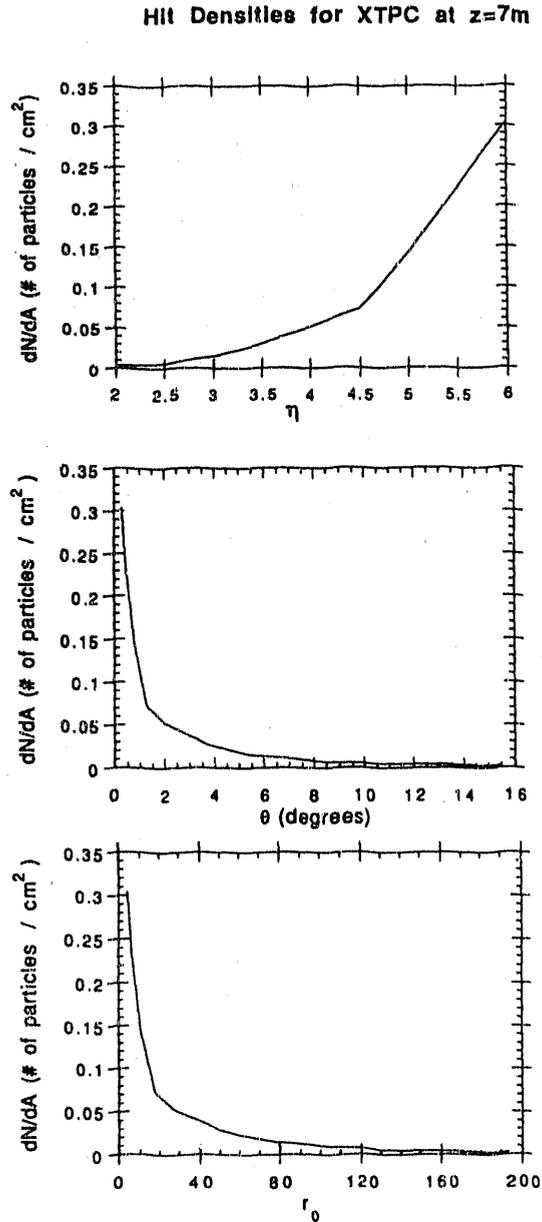 Hit Densities for XTPC at z=7m
dN/dA (# of particles / cm²)
0.35
0.3
0.25
0.2
0.15
0.1
0.05
0
2 2.5 3 3.5 4 4.5 5 5.5 6
η
dN/dA (# of particles / cm²)
0.35
0.3
0.25
0.2
0.15
0.1
0.05
0
0 2 4 6 8 10 12 14 16
θ (degrees)
dN/dA (# of particles / cm²)
0.35
0.3
0.25
0.2
0.15
0.1
0.05
0
0 40 80 120 160 200
r₀